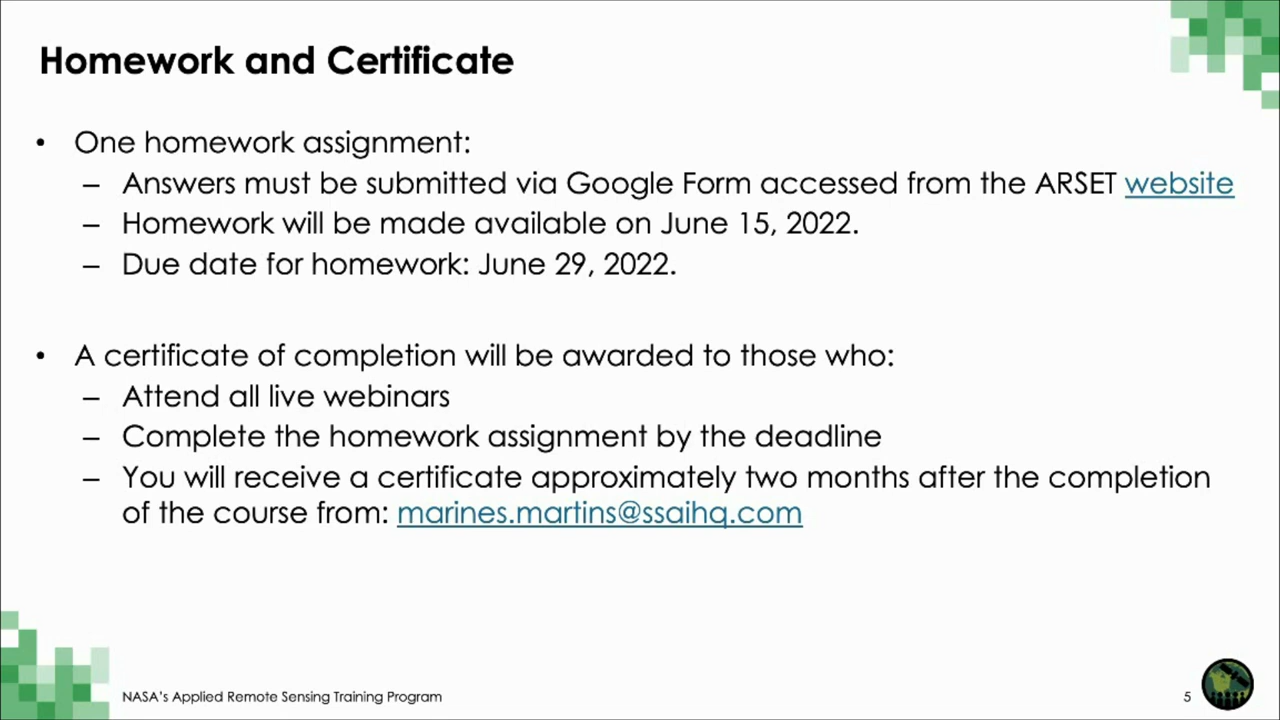 Homework and Certificate
• One homework assignment:
– Answers must be submitted via Google Form accessed from the ARSET website
– Homework will be made available on June 15, 2022.
– Due date for homework: June 29, 2022.
• A certificate of completion will be awarded to those who:
– Attend all live webinars
– Complete the homework assignment by the deadline
– You will receive a certificate approximately two months after the completion
of the course from: marines.martins@ssaihq.com
NASA's Applied Remote Sensing Training Program
5